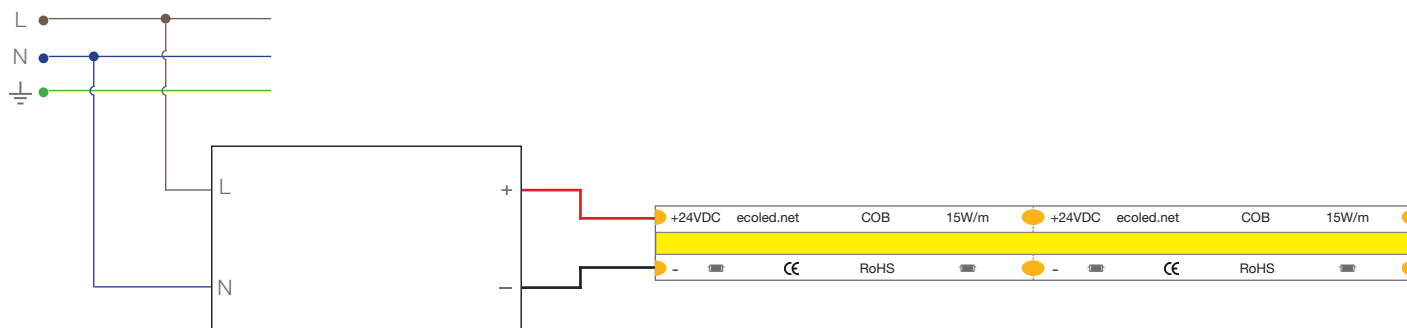 L
N
L
+
N
–
+24VDC ecoled.net COB 15W/m +24VDC ecoled.net COB 15W/m
- CE RoHS - CE RoHS